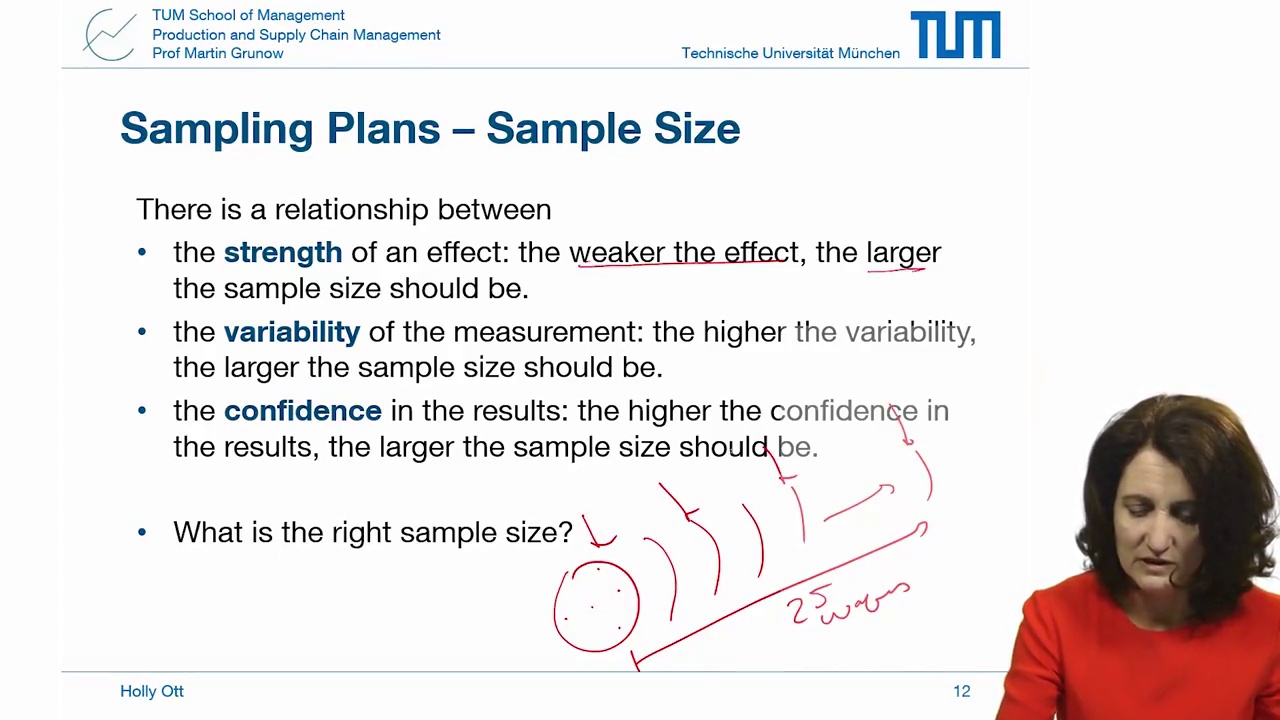 TUM School of Management
Production and Supply Chain Management
Prof Martin Grunow
Technische Universität München
TUM
Sampling Plans – Sample Size
There is a relationship between
• the strength of an effect: the weaker the effect, the larger
the sample size should be.
• the variability of the measurement: the higher the variability,
the larger the sample size should be.
• the confidence in the results: the higher the confidence in
the results, the larger the sample size should be.
• What is the right sample size?
25
wafers
Holly Ott
12